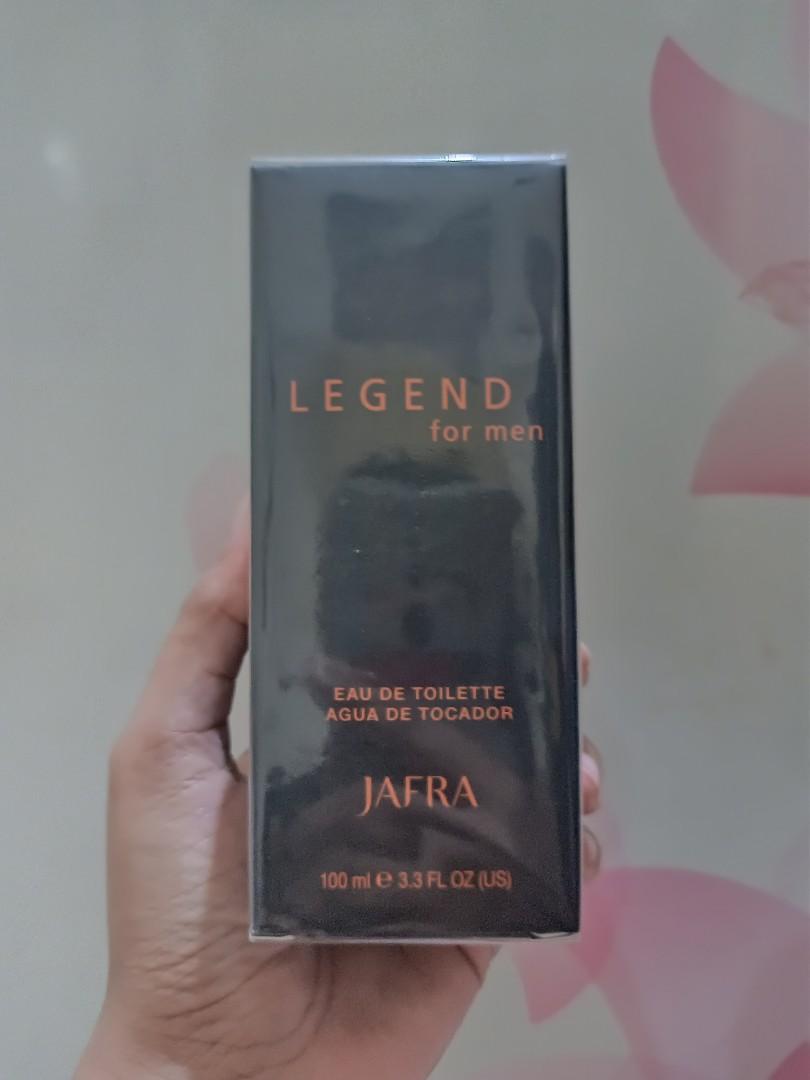 LEGEND
for men
EAU DE TOILETTE
AGUA DE TOCADOR
JAFRA
100 ml ℮ 3.3 FL OZ (US)